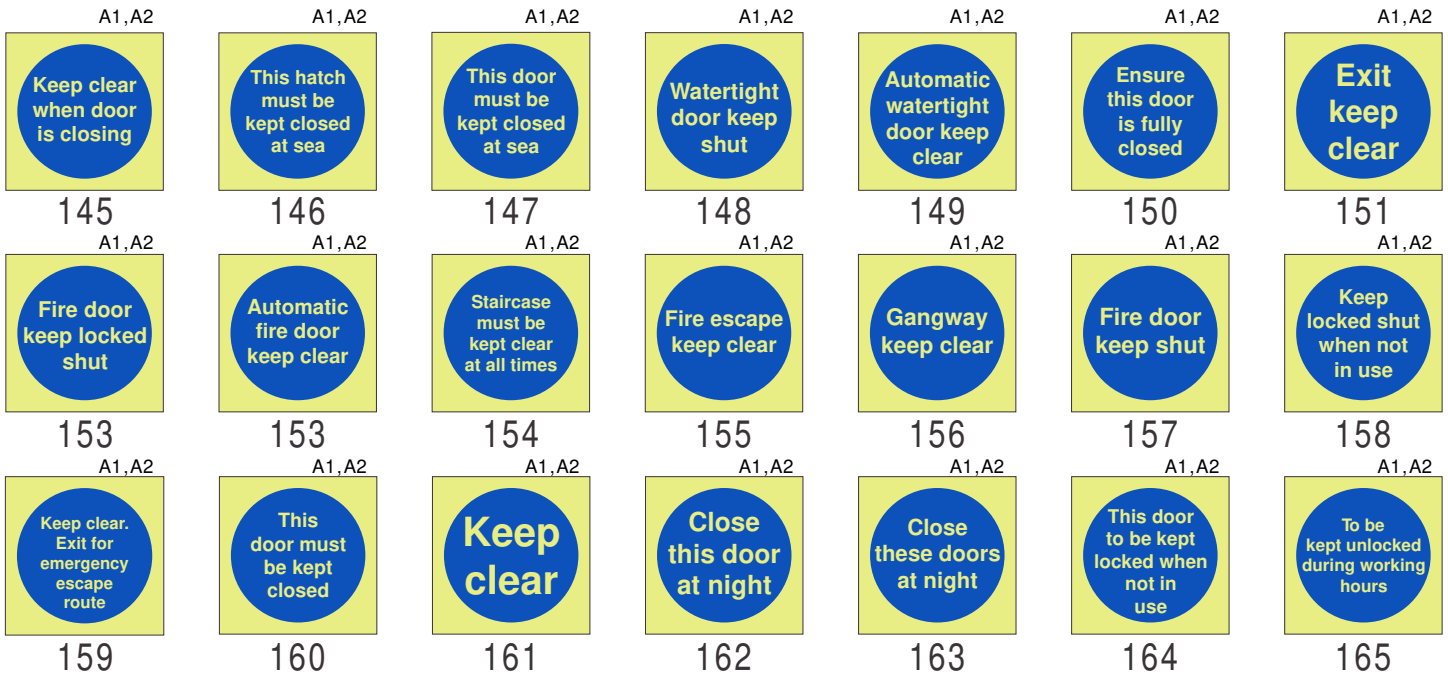 A1,A2 A1,A2 A1,A2 A1,A2 A1,A2 A1,A2 A1,A2
Keep clear
when door
is closing
This hatch
must be
kept closed
at sea
This door
must be
kept closed
at sea
Watertight
door keep
shut
Automatic
watertight
door keep
clear
Ensure
this door
is fully
closed
Exit
keep
clear
145 146 147 148 149 150 151
A1,A2 A1,A2 A1,A2 A1,A2 A1,A2 A1,A2 A1,A2
Fire door
keep locked
shut
Automatic
fire door
keep clear
Staircase
must be
kept clear
at all times
Fire escape
keep clear
Gangway
keep clear
Fire door
keep shut
Keep
locked shut
when not
in use
153 153 154 155 156 157 158
A1,A2 A1,A2 A1,A2 A1,A2 A1,A2 A1,A2 A1,A2
Keep clear.
Exit for
emergency
escape
route
This
door must
be kept
closed
Keep
clear
Close
this door
at night
Close
these doors
at night
This door
to be kept
locked when
not in
use
To be
kept unlocked
during working
hours
159 160 161 162 163 164 165